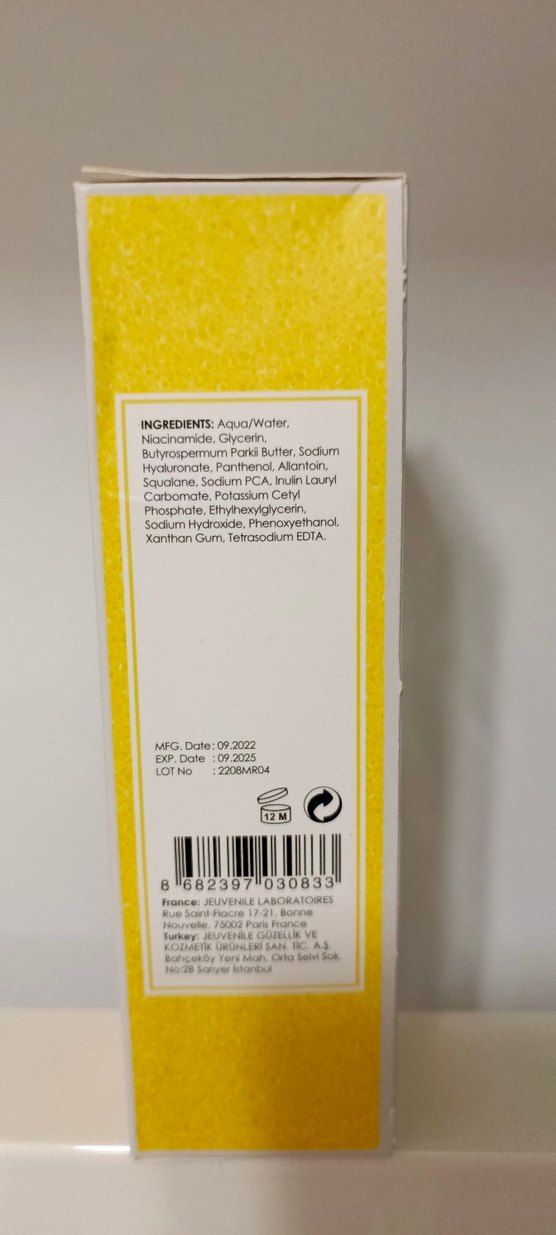 INGREDIENTS: Aqua/Water,
Niacinamide, Glycerin,
Butyrospermum Parkii Butter, Sodium
Hyaluronate, Panthenol, Allantoin,
Squalane, Sodium PCA, Inulin Lauryl
Carbomate, Potassium Cetyl
Phosphate, Ethylhexylglycerin,
Sodium Hydroxide, Phenoxyethanol,
Xanthan Gum, Tetrasodium EDTA.
MFG. Date : 09.2022
EXP. Date : 09.2025
LOT No : 2208MR04
12 M
8 682397 030833
France: JEUVENILE LABORATOIRES
Rue Saint-Fiacre 17-21, Bonne
Nouvelle, 75002 Paris France
Turkey: JEUVENİLE GÜZELLİK VE
KOZMETİK ÜRÜNLERİ SAN. TİC. A.Ş.
Bahçeköy Yeni Mah. Orta Selvi Sok.
No:2B Sarıyer İstanbul